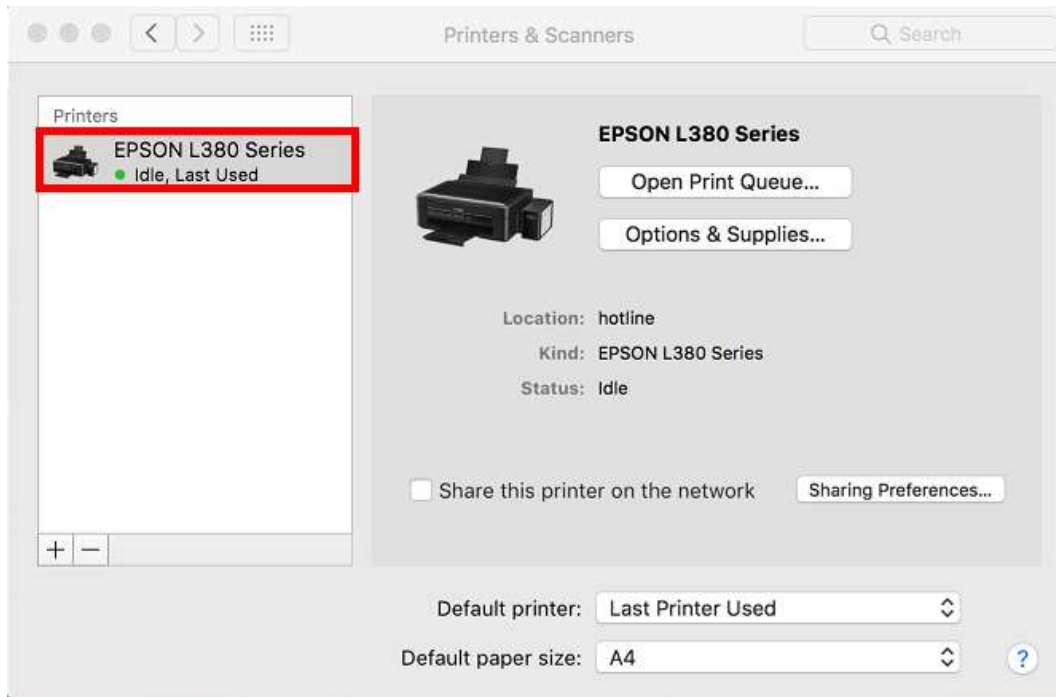 Printers & Scanners
Search
Printers
EPSON L380 Series
Idle, Last Used
+ −
EPSON L380 Series
Open Print Queue...
Options & Supplies...
Location: hotline
Kind: EPSON L380 Series
Status: Idle
Share this printer on the network
Sharing Preferences...
Default printer: Last Printer Used
Default paper size: A4
?